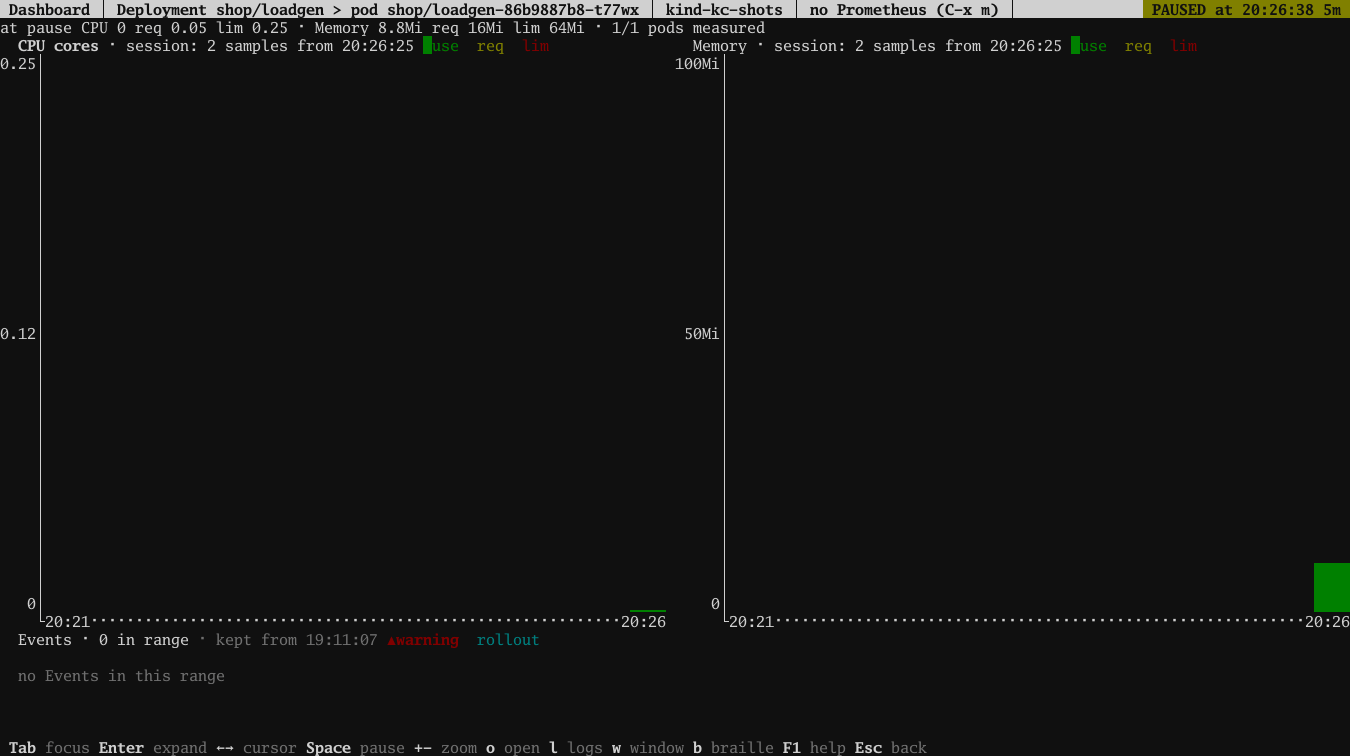 Dashboard │ Deployment shop/loadgen > pod shop/loadgen-86b9887b8-t77wx │ kind-kc-shots │ no Prometheus (C-x m) │ PAUSED at 20:26:38 5m
at pause CPU 0 req 0.05 lim 0.25 · Memory 8.8Mi req 16Mi lim 64Mi · 1/1 pods measured
CPU cores · session: 2 samples from 20:26:25 use req lim
0.25
0.12
0
20:21 20:26
Memory · session: 2 samples from 20:26:25 use req lim
100Mi
50Mi
0
20:21 20:26
Events · 0 in range · kept from 19:11:07 ▲warning rollout
no Events in this range
Tab focus Enter expand ←→ cursor Space pause +− zoom o open l logs w window b braille F1 help Esc back